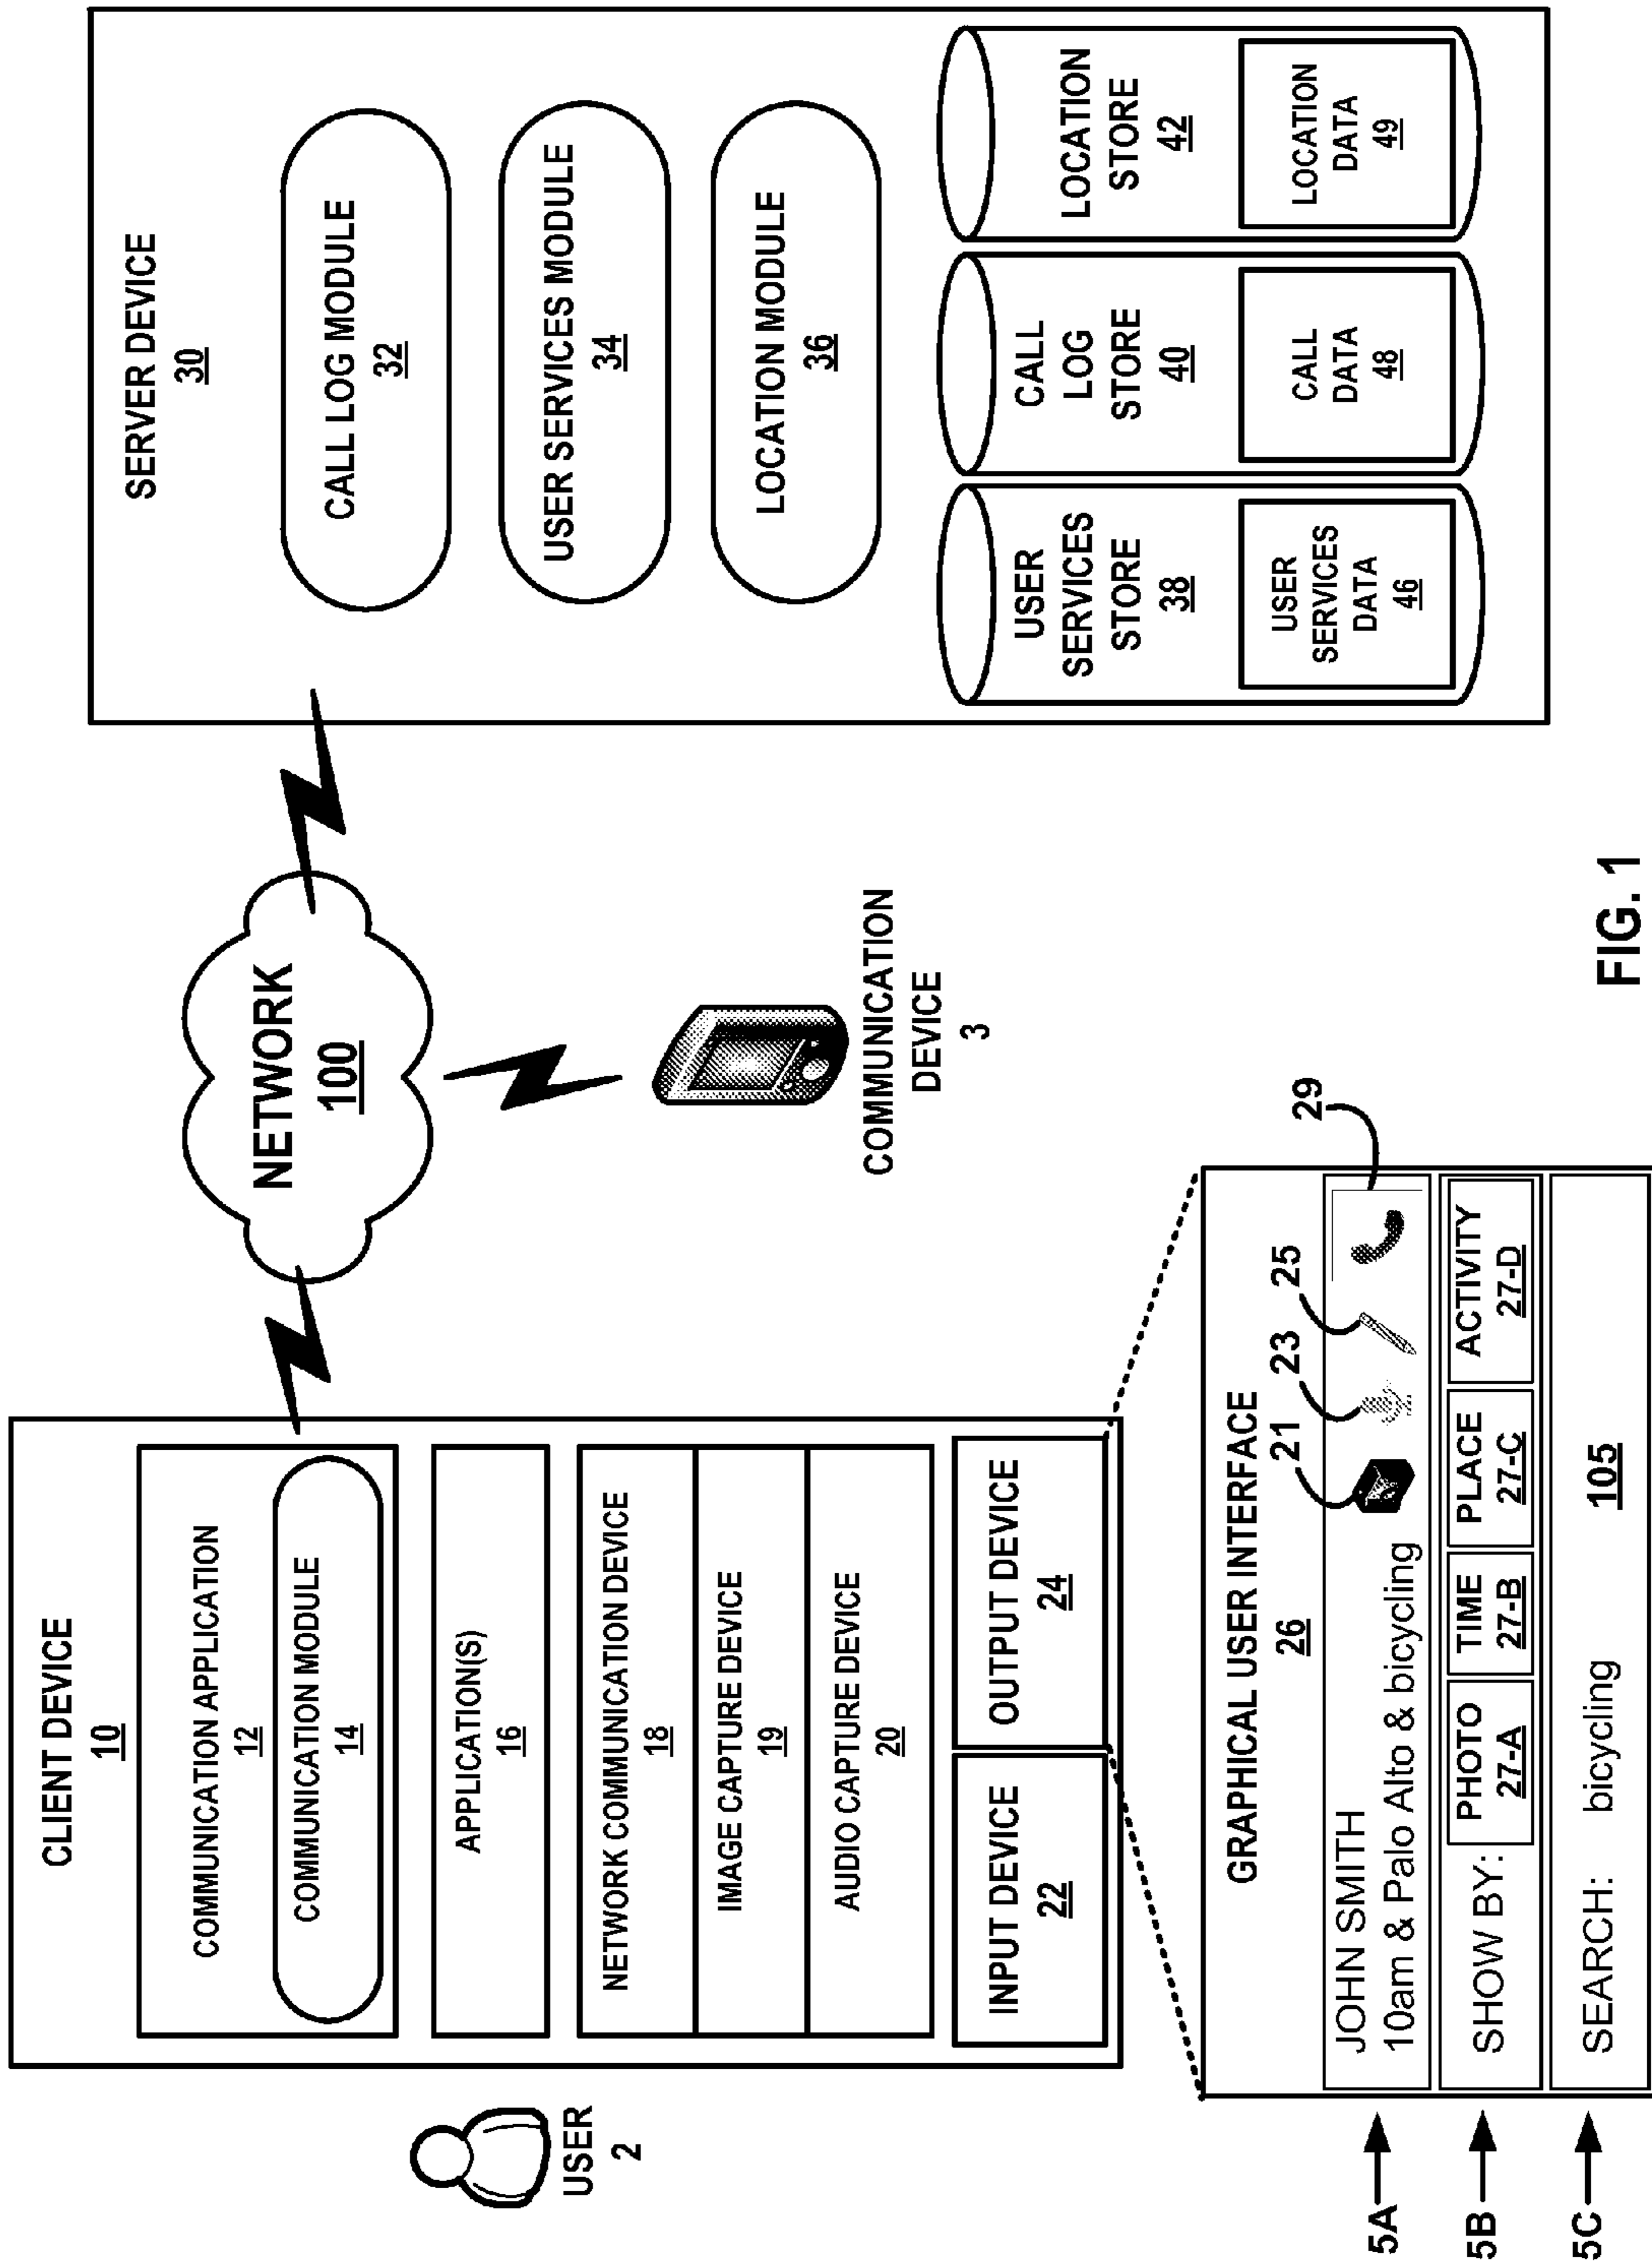 CLIENT DEVICE
10
COMMUNICATION APPLICATION
12
COMMUNICATION MODULE
14
APPLICATION(S)
16
NETWORK COMMUNICATION DEVICE
18
IMAGE CAPTURE DEVICE
19
AUDIO CAPTURE DEVICE
20
INPUT DEVICE
22
OUTPUT DEVICE
24
USER
2
NETWORK
100
COMMUNICATION
DEVICE
3
SERVER DEVICE
30
CALL LOG MODULE
32
USER SERVICES MODULE
34
LOCATION MODULE
36
USER
SERVICES
STORE
38
USER
SERVICES
DATA
46
CALL
LOG
STORE
40
CALL
DATA
48
LOCATION
STORE
42
LOCATION
DATA
49
GRAPHICAL USER INTERFACE
26
21
23
25
29
5A
JOHN SMITH
10am & Palo Alto & bicycling
5B
SHOW BY:
PHOTO
27-A
TIME
27-B
PLACE
27-C
ACTIVITY
27-D
5C
SEARCH: bicycling 105
FIG. 1